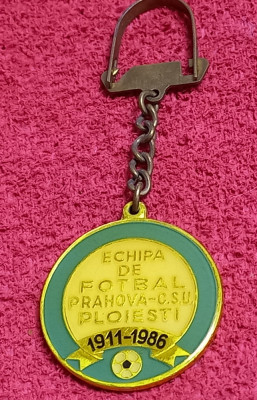 ECHIPA
DE
FOTBAL
PRAHOVA-C.S.U.
PLOIESTI
1911-1986